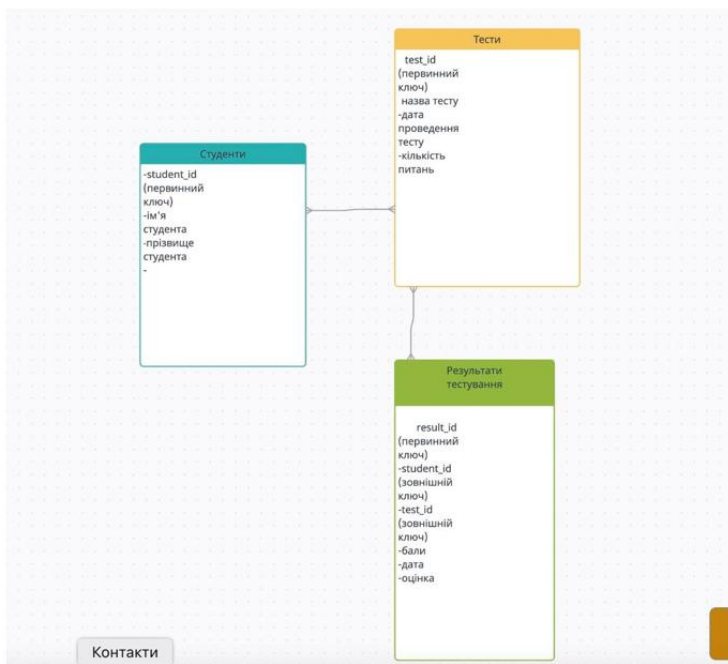 Тести
test_id
(первинний
ключ)
назва тесту
-дата
проведення
тесту
-кількість
питань
Студенти
-student_id
(первинний
ключ)
-ім'я
студента
-прізвище
студента
-
Результати
тестування
result_id
(первинний
ключ)
-student_id
(зовнішній
ключ)
-test_id
(зовнішній
ключ)
-бали
-дата
-оцінка
Контакти